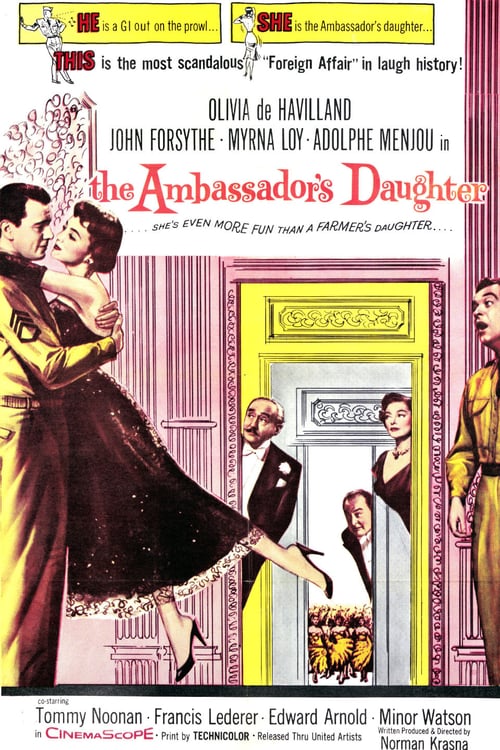 HE is a GI out on the prowl...
SHE is the Ambassador's daughter...
THIS is the most scandalous "Foreign Affair" in laugh history!
OLIVIA de HAVILLAND
JOHN FORSYTHE · MYRNA LOY · ADOLPHE MENJOU in
the Ambassador's Daughter
....SHE'S EVEN MORE FUN THAN A FARMER'S DAUGHTER....
co-starring
Tommy Noonan · Francis Lederer · Edward Arnold · Minor Watson
in CINEMASCOPE · Print by TECHNICOLOR · Released Thru United Artists
Written Produced & Directed by
Norman Krasna